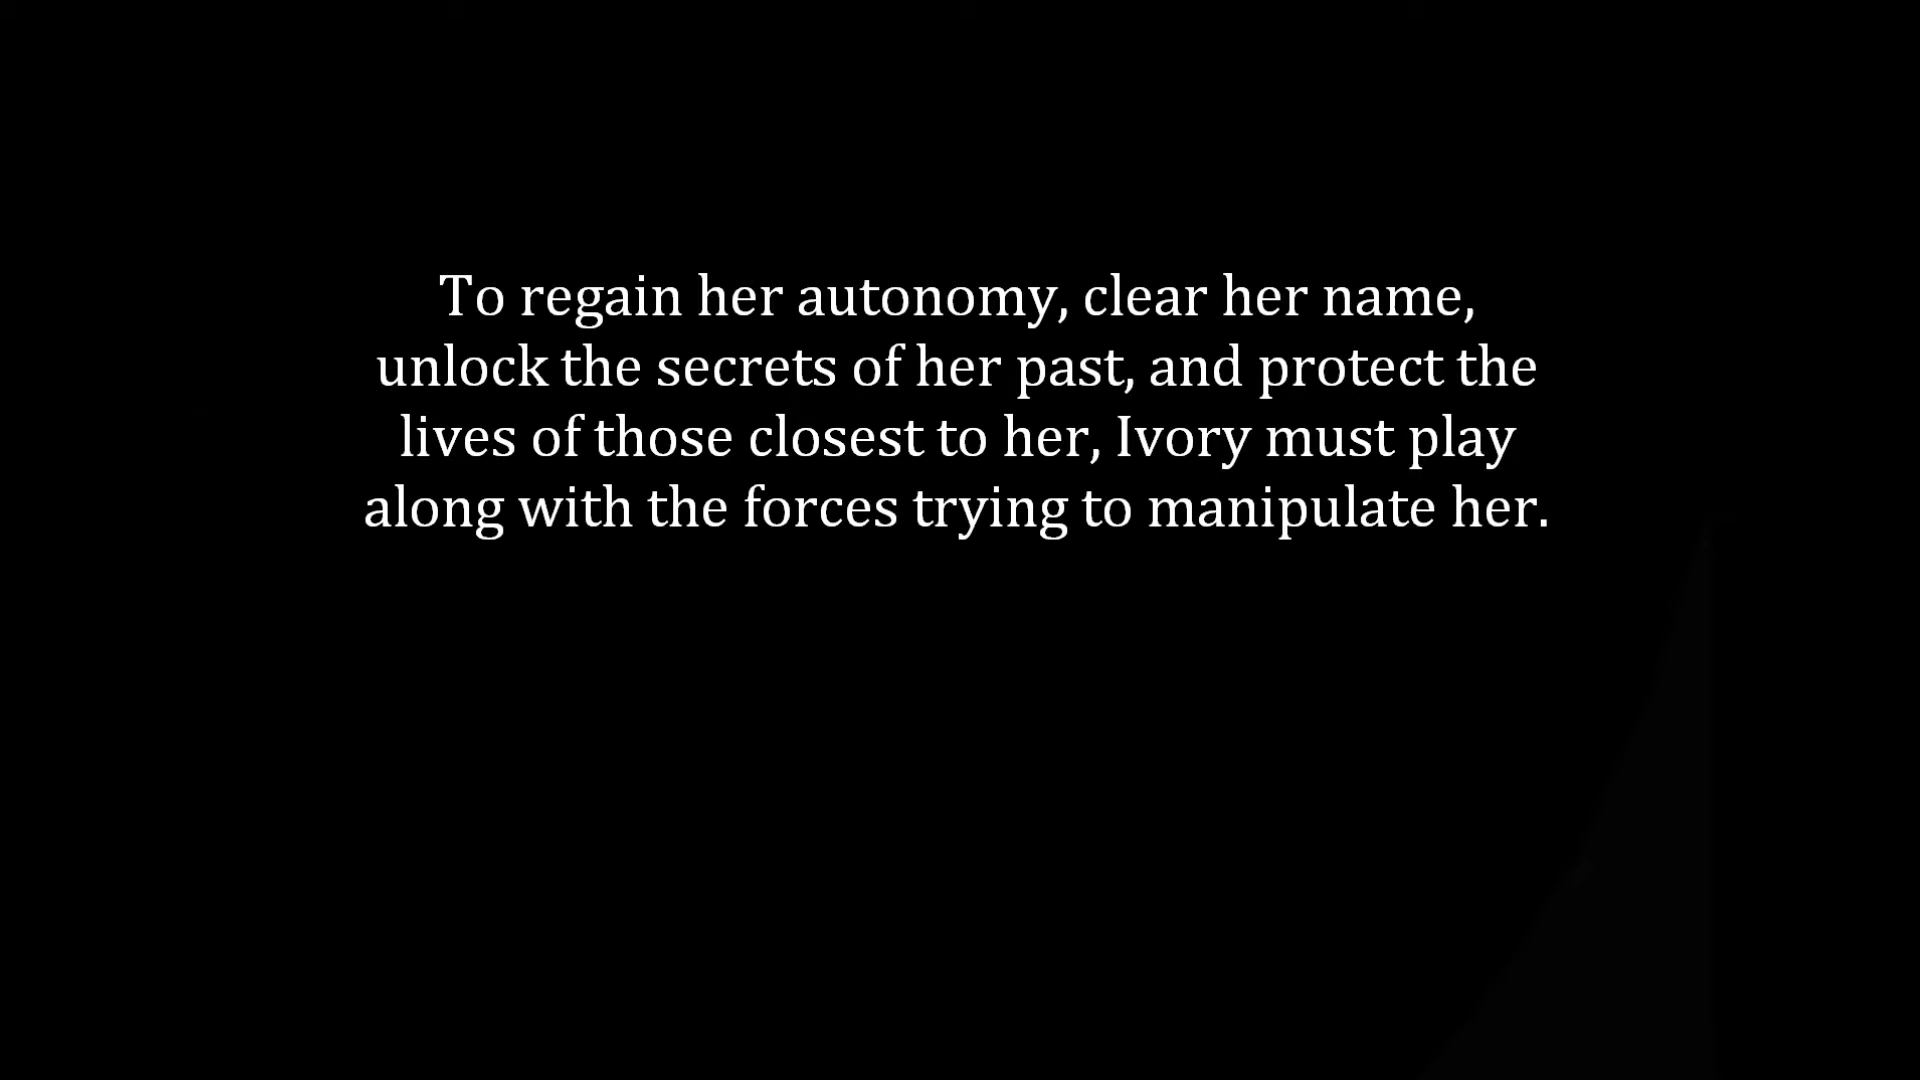 To regain her autonomy, clear her name,
unlock the secrets of her past, and protect the
lives of those closest to her, Ivory must play
along with the forces trying to manipulate her.